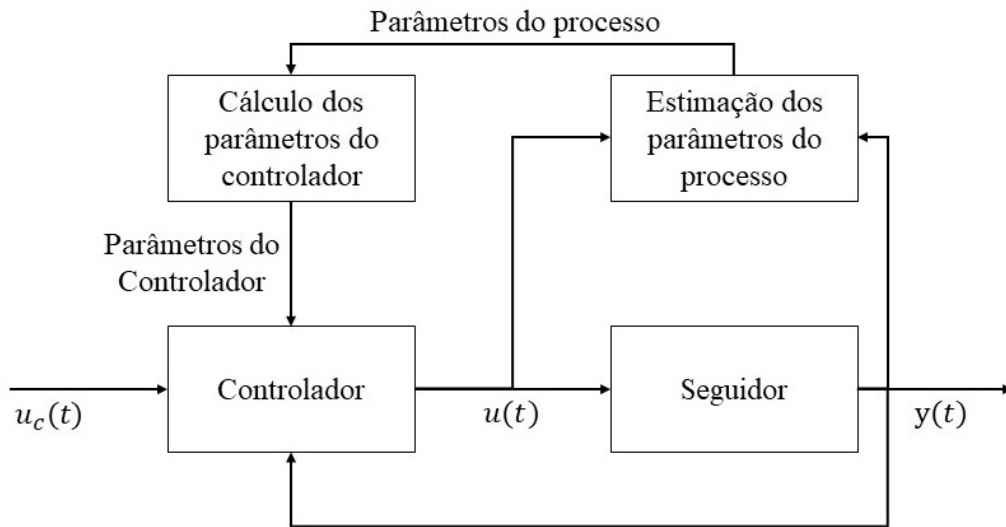 Parâmetros do processo
Cálculo dos
parâmetros do
controlador
Estimação dos
parâmetros do
processo
Parâmetros do
Controlador
Controlador
Seguidor
u_c(t)
u(t)
y(t)